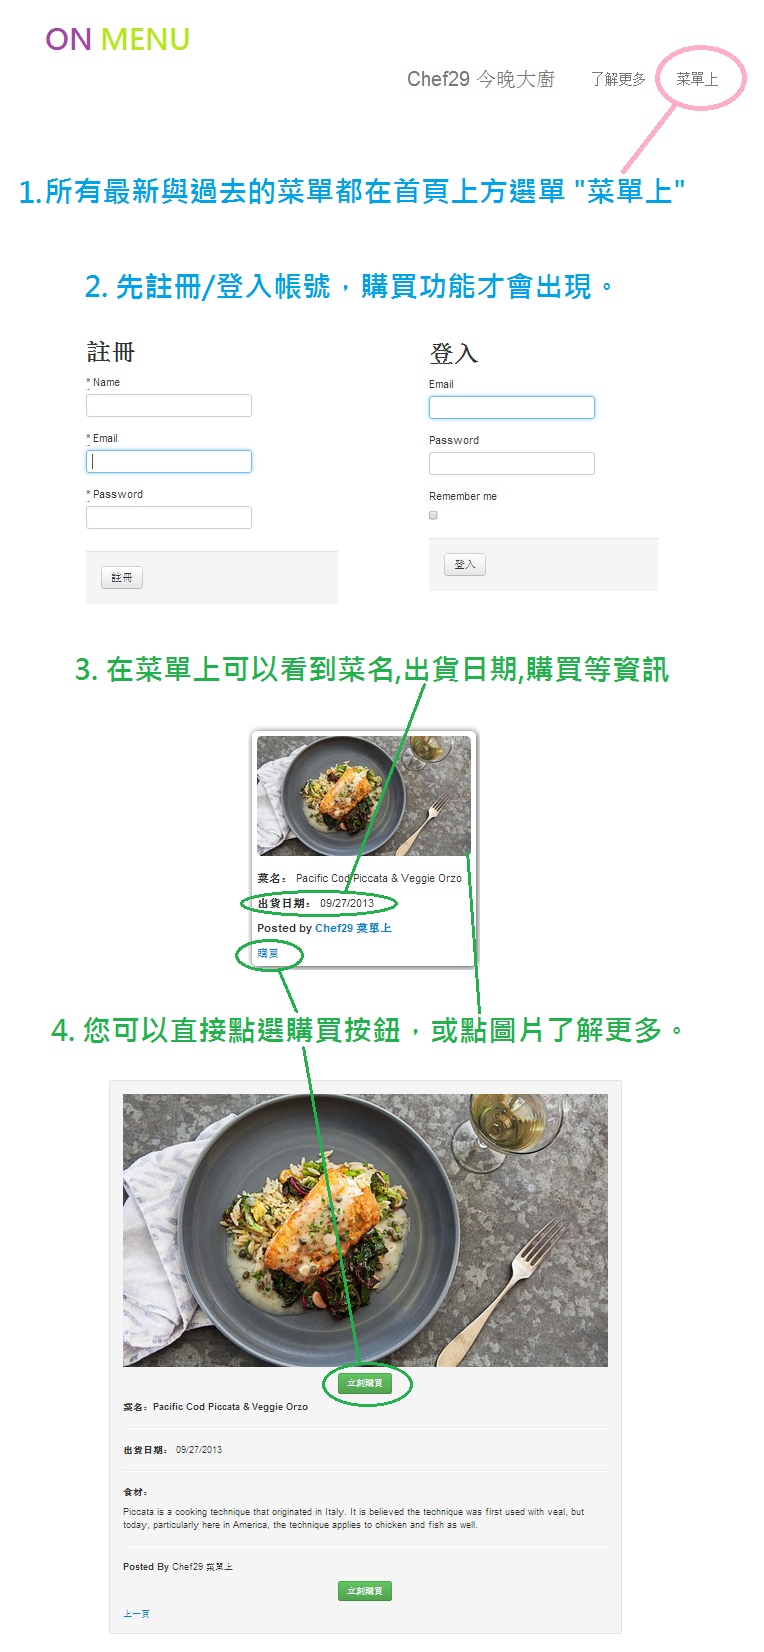 ON MENU
Chef29 今晚大廚 了解更多 菜單上
1.所有最新與過去的菜單都在首頁上方選單 "菜單上"
2. 先註冊/登入帳號，購買功能才會出現。
註冊
* Name
* Email
* Password
註冊
登入
Email
Password
Remember me
登入
3. 在菜單上可以看到菜名,出貨日期,購買等資訊
菜名： Pacific Cod Piccata & Veggie Orzo
出貨日期： 09/27/2013
Posted by Chef29 菜單上
購買
4. 您可以直接點選購買按鈕，或點圖片了解更多。
立刻購買
菜名: Pacific Cod Piccata & Veggie Orzo
出貨日期： 09/27/2013
食材：
Piccata is a cooking technique that originated in Italy. It is believed the technique was first used with veal, but
today, particularly here in America, the technique applies to chicken and fish as well.
Posted By Chef29 菜單上
立刻購買
上一頁